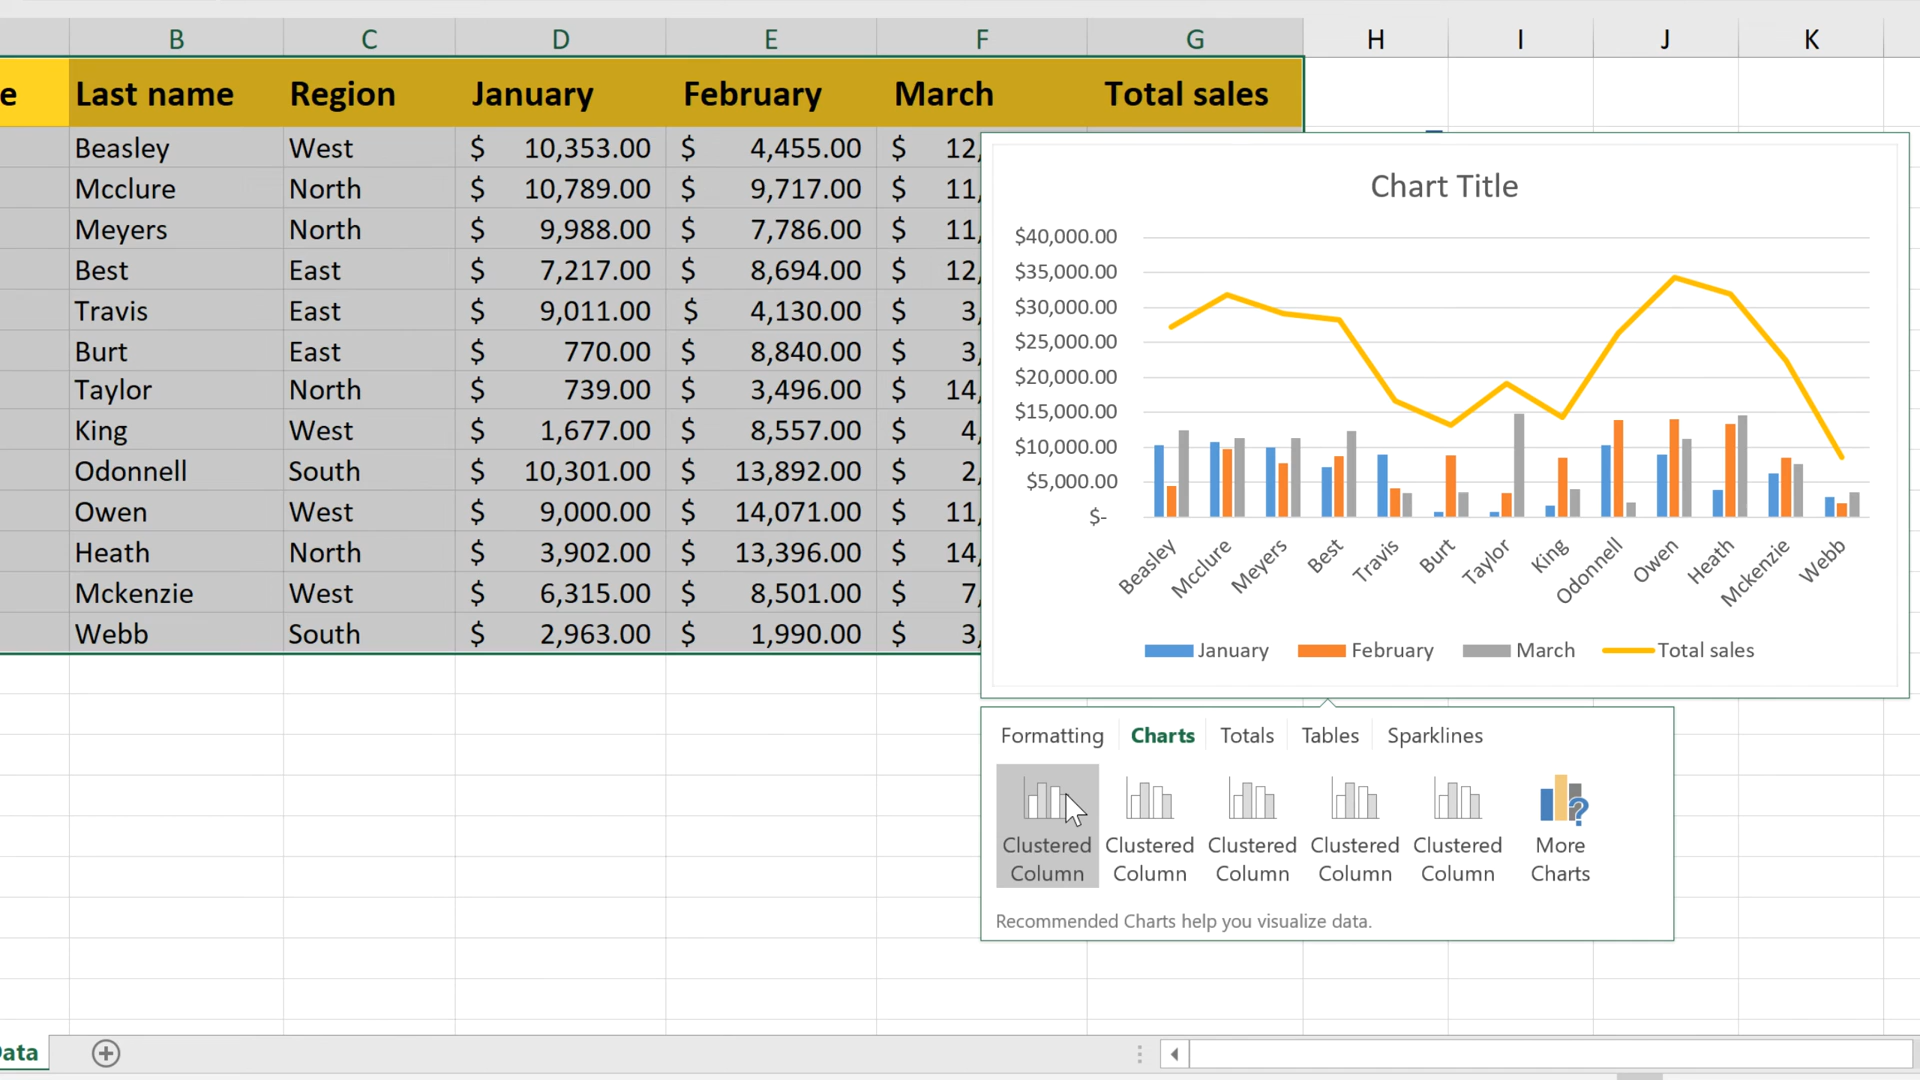 B C D E F G H I J K
e Last name Region January February March Total sales
Beasley West $ 10,353.00 $ 4,455.00 $ 12,
Mcclure North $ 10,789.00 $ 9,717.00 $ 11,
Meyers North $ 9,988.00 $ 7,786.00 $ 11,
Best East $ 7,217.00 $ 8,694.00 $ 12,
Travis East $ 9,011.00 $ 4,130.00 $ 3,
Burt East $ 770.00 $ 8,840.00 $ 3,
Taylor North $ 739.00 $ 3,496.00 $ 14,
King West $ 1,677.00 $ 8,557.00 $ 4,
Odonnell South $ 10,301.00 $ 13,892.00 $ 2,
Owen West $ 9,000.00 $ 14,071.00 $ 11,
Heath North $ 3,902.00 $ 13,396.00 $ 14,
Mckenzie West $ 6,315.00 $ 8,501.00 $ 7,
Webb South $ 2,963.00 $ 1,990.00 $ 3,
Chart Title
$40,000.00
$35,000.00
$30,000.00
$25,000.00
$20,000.00
$15,000.00
$10,000.00
$5,000.00
$-
Beasley Mcclure Meyers Best Travis Burt Taylor King Odonnell Owen Heath Mckenzie Webb
January February March Total sales
Formatting Charts Totals Tables Sparklines
Clustered Clustered Clustered Clustered Clustered More
Column Column Column Column Column Charts
Recommended Charts help you visualize data.
ata